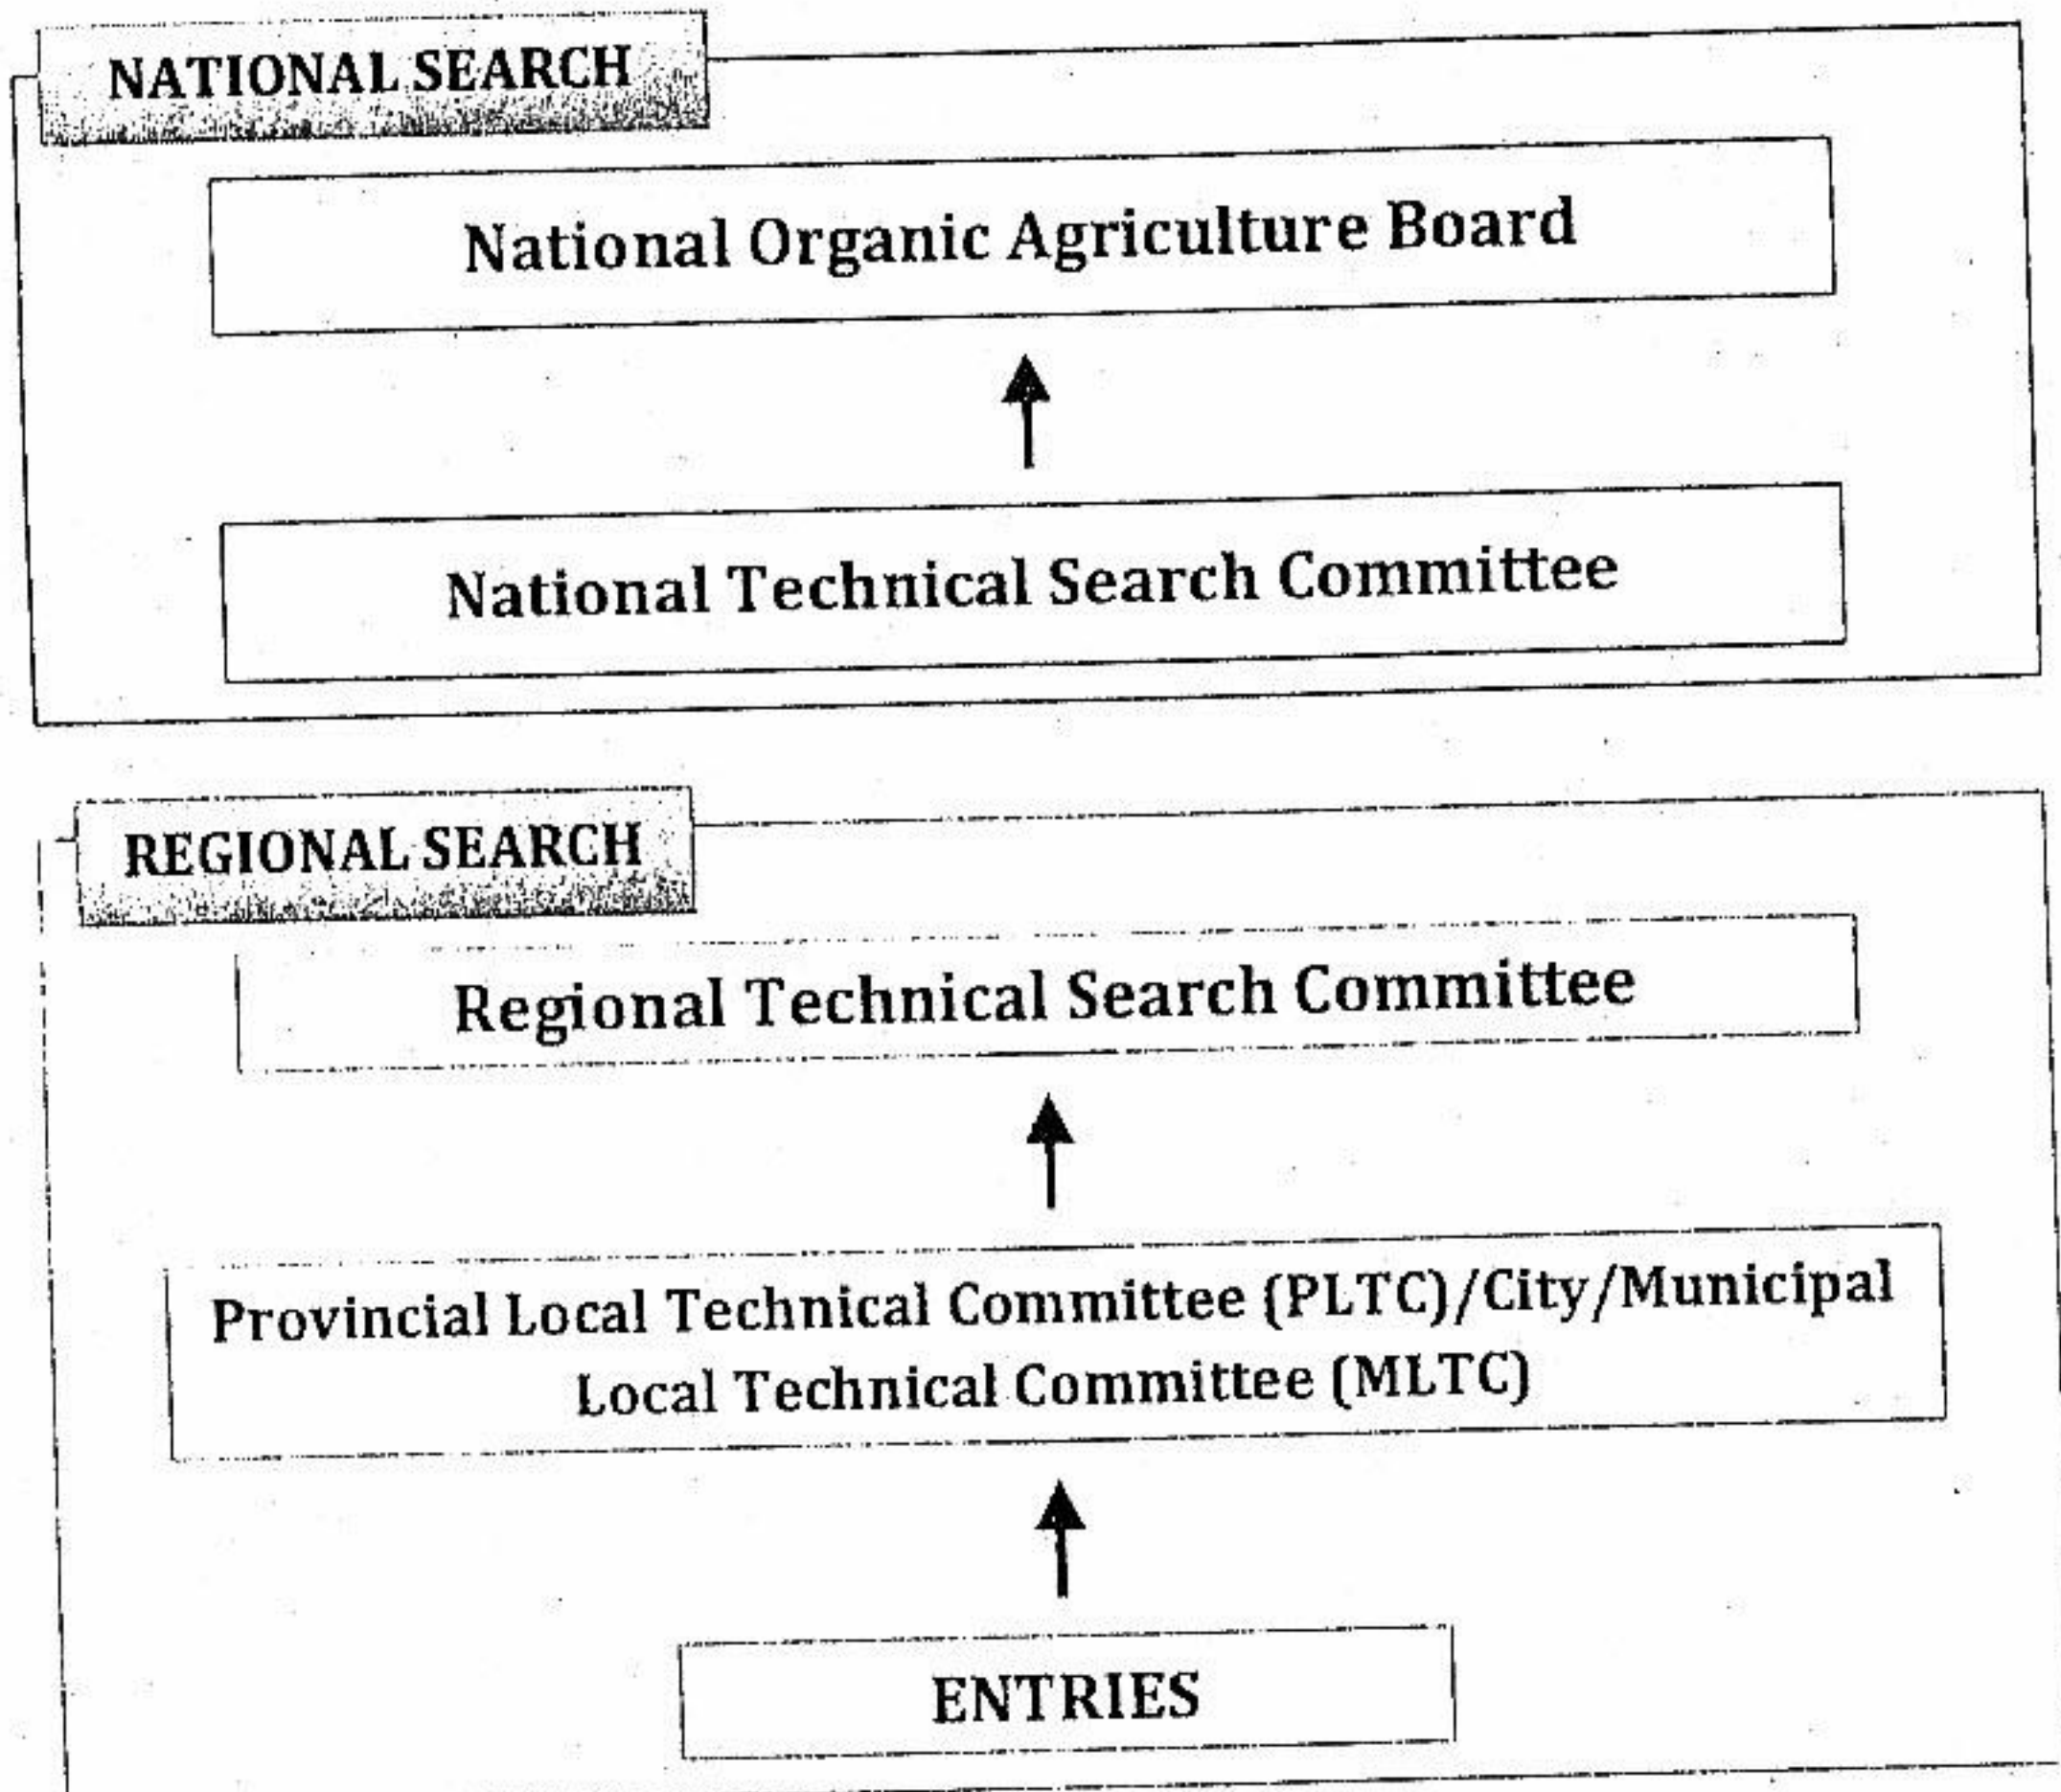 NATIONAL SEARCH
National Organic Agriculture Board
National Technical Search Committee
REGIONAL SEARCH
Regional Technical Search Committee
Provincial Local Technical Committee (PLTC)/City/Municipal
Local Technical Committee (MLTC)
ENTRIES